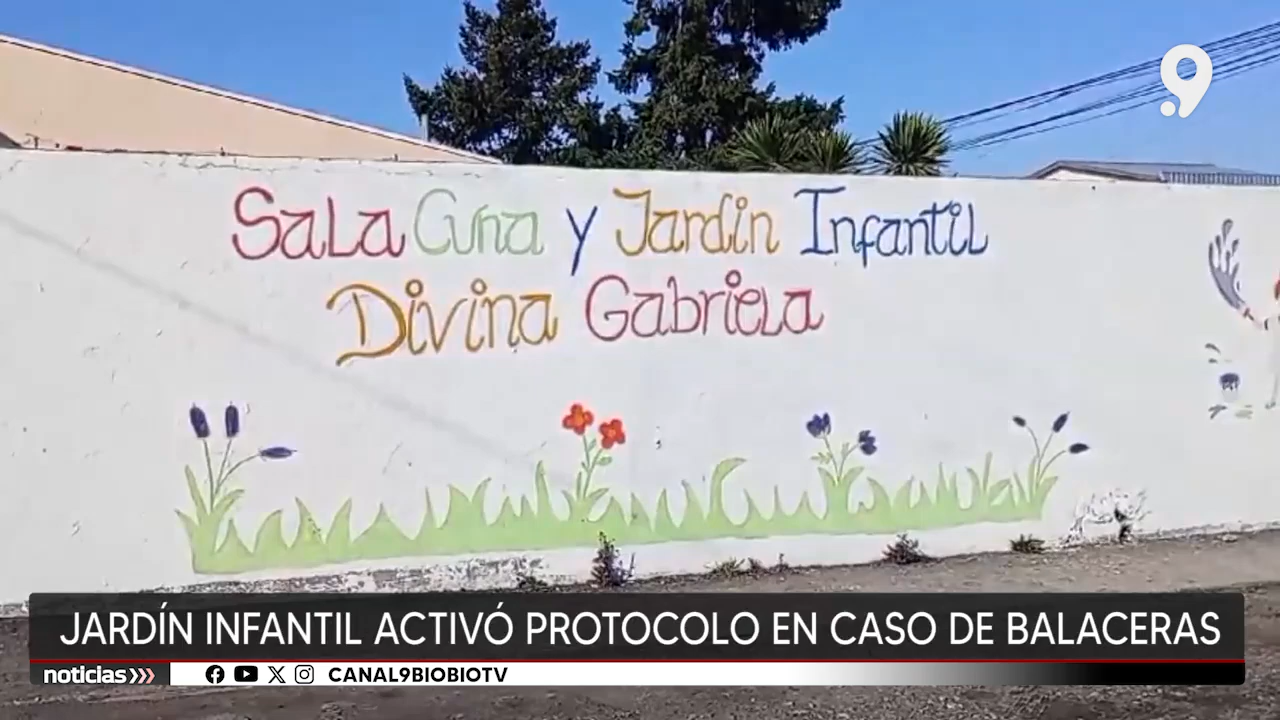 .9
Sala Cuna y Jardin Infantil
Divina Gabriela
JARDÍN INFANTIL ACTIVÓ PROTOCOLO EN CASO DE BALACERAS
noticias
CANAL9BIOBIOTV